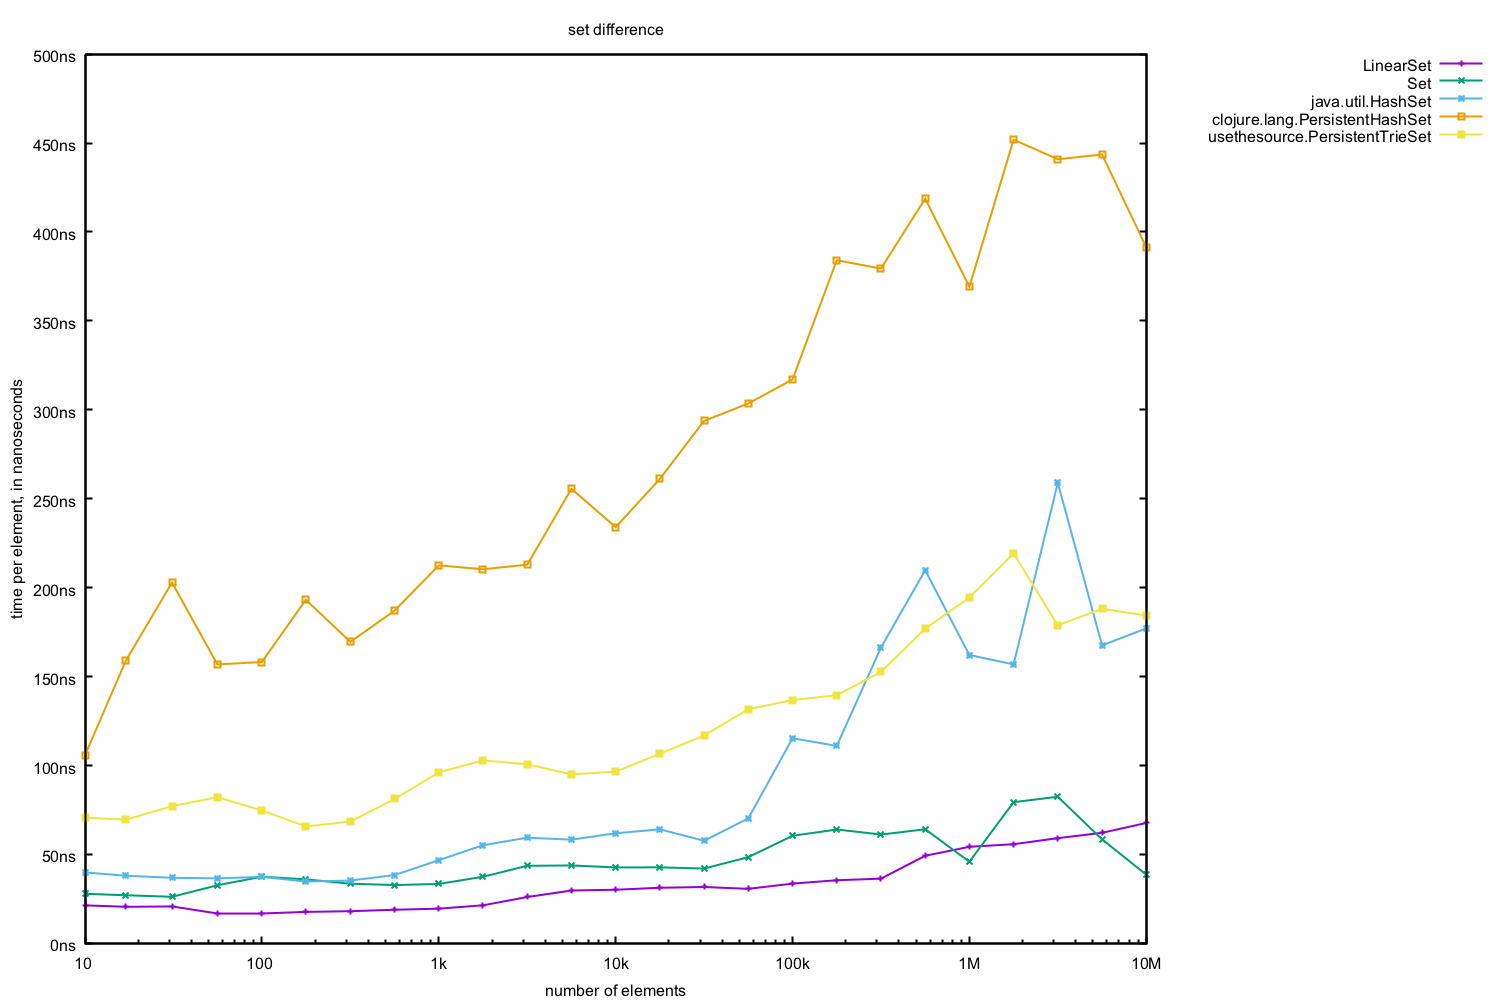 set difference
500ns
450ns
400ns
350ns
300ns
250ns
200ns
150ns
100ns
50ns
0ns
time per element, in nanoseconds
10
100
1k
10k
100k
1M
10M
number of elements
LinearSet
Set
java.util.HashSet
clojure.lang.PersistentHashSet
usethesource.PersistentTrieSet